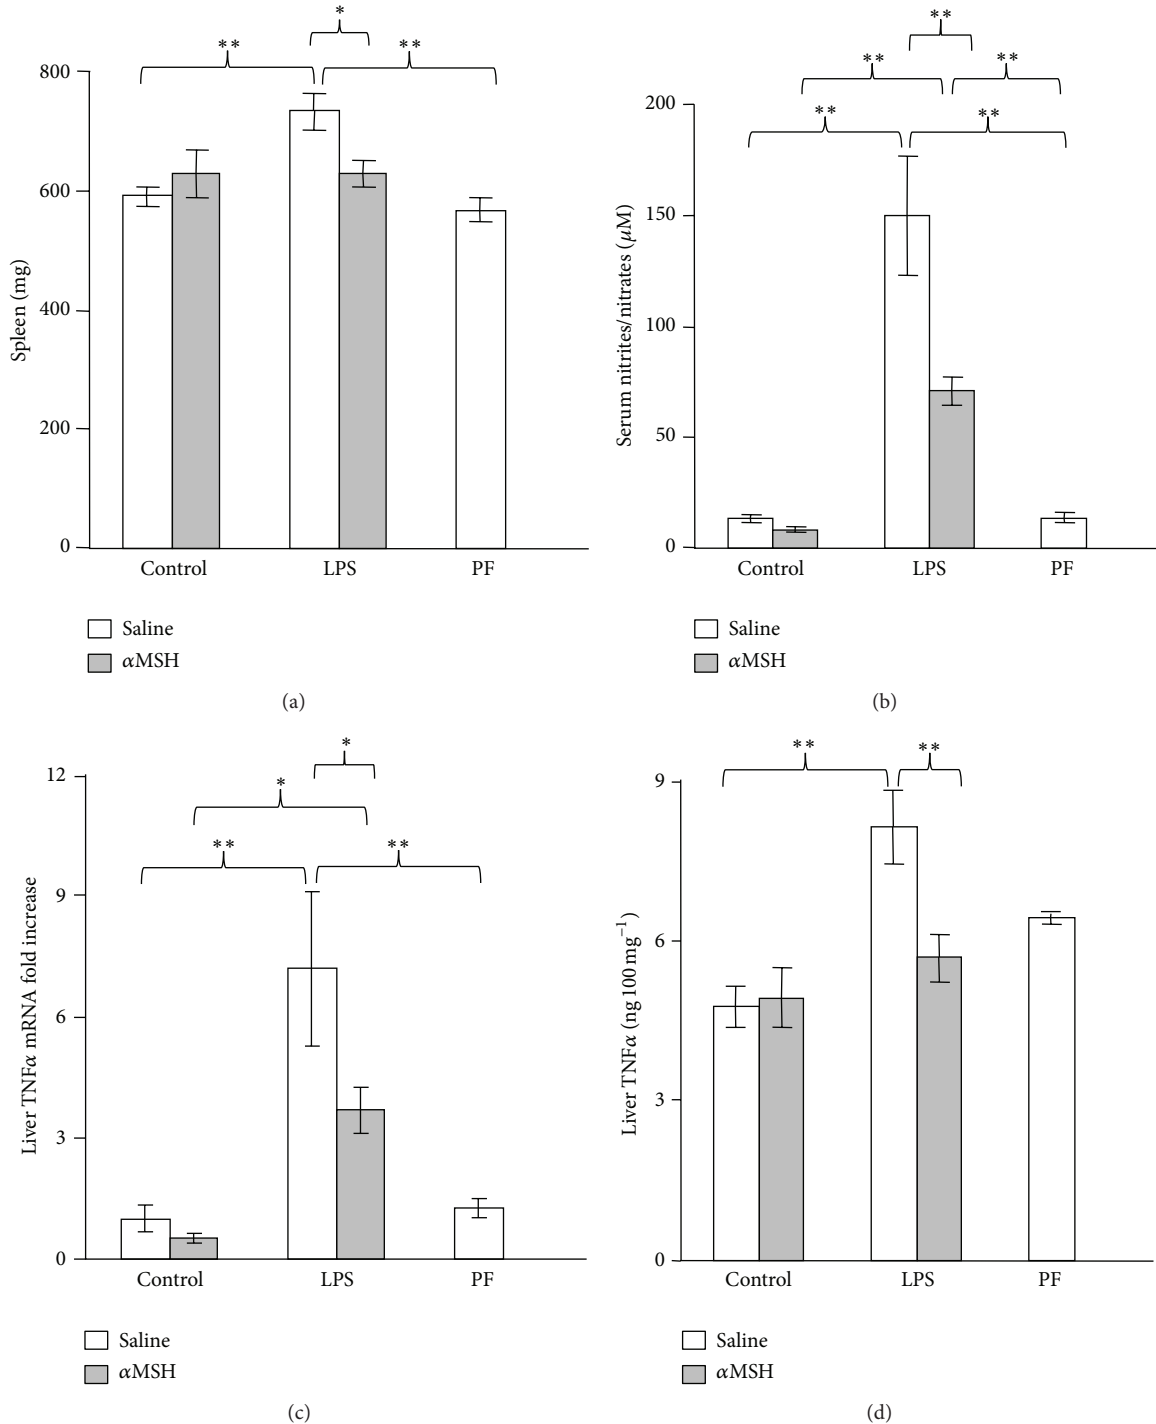 *
**
**
800
600
400
200
0
Spleen (mg)
Control
LPS
PF
Saline
αMSH
(a)
**
**
**
**
**
200
150
100
50
0
Serum nitrites/nitrates (μM)
Control
LPS
PF
Saline
αMSH
(b)
*
*
**
**
12
9
6
3
0
Liver TNFα mRNA fold increase
Control
LPS
PF
Saline
αMSH
(c)
**
**
9
6
3
0
Liver TNFα (ng 100 mg⁻¹)
Control
LPS
PF
Saline
αMSH
(d)